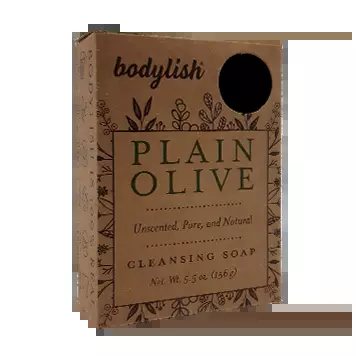 bodylish®
PLAIN
OLIVE
Unscented, Pure, and Natural
CLEANSING SOAP
Net. Wt. 5.5 oz. (156g)